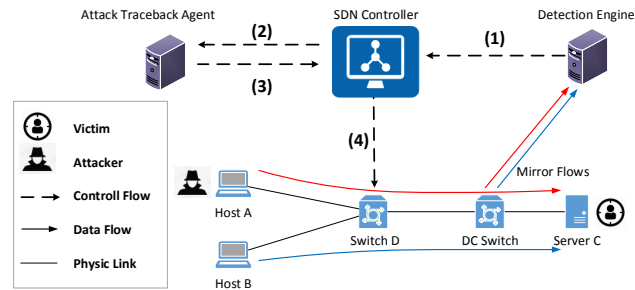 Attack Traceback Agent
SDN Controller
Detection Engine
(2)
(1)
(3)
(4)
Victim
Attacker
Controll Flow
Data Flow
Physic Link
Mirror Flows
Host A
Switch D
DC Switch
Server C
Host B